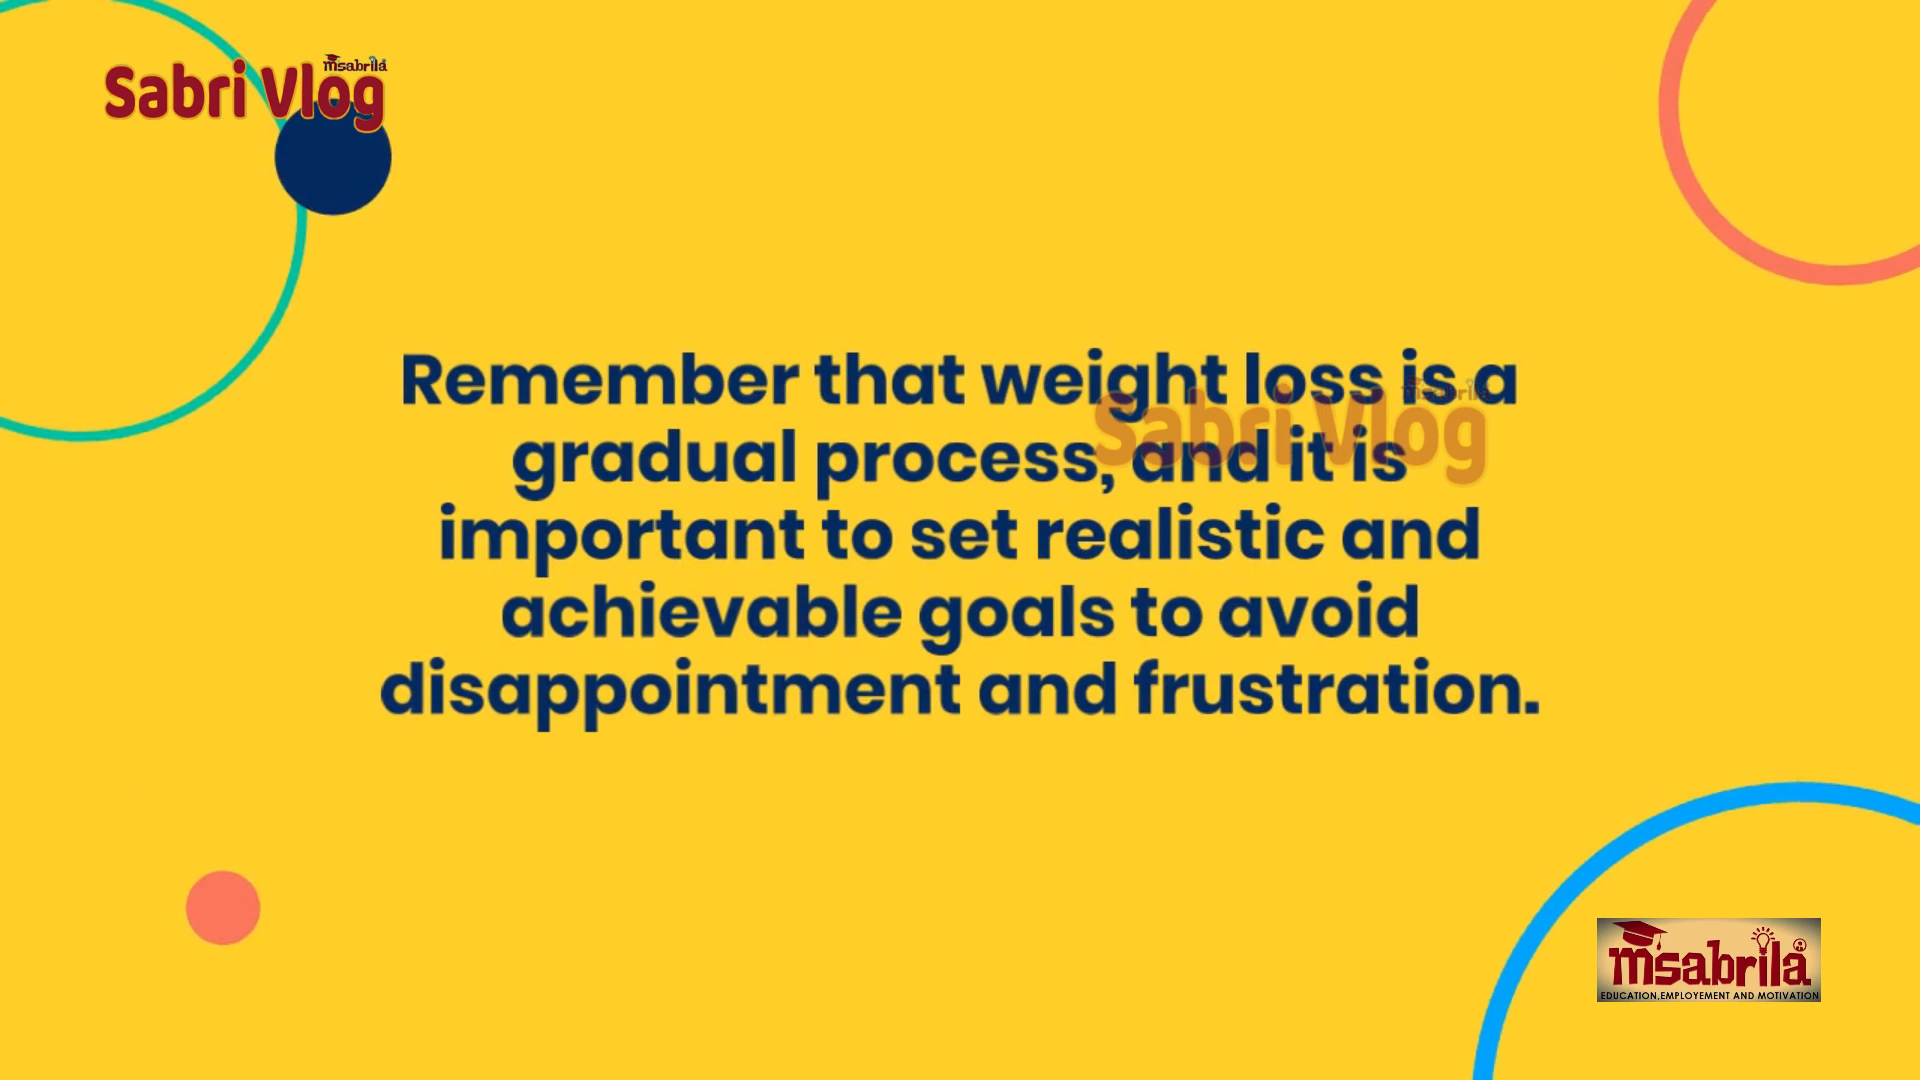 msabrila
Sabri Vlog
Remember that weight loss is a
gradual process, and it is
important to set realistic and
achievable goals to avoid
disappointment and frustration.
msabrila
Sabri Vlog
msabrila
EDUCATION,EMPLOYEMENT AND MOTIVATION